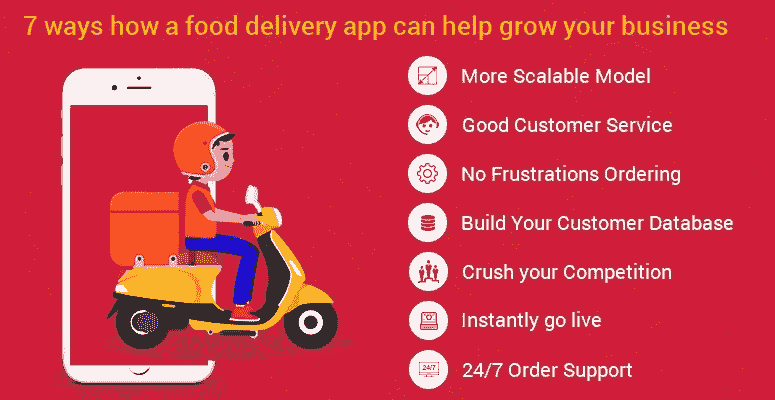 7 ways how a food delivery app can help grow your business
More Scalable Model
Good Customer Service
No Frustrations Ordering
Build Your Customer Database
Crush your Competition
Instantly go live
24/7
24/7 Order Support